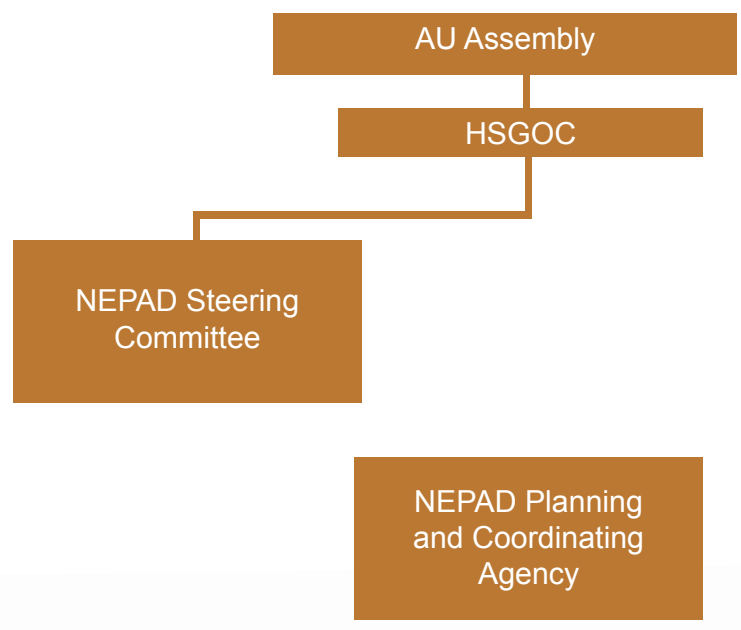 AU Assembly
HSGOC
NEPAD Steering
Committee
NEPAD Planning
and Coordinating
Agency